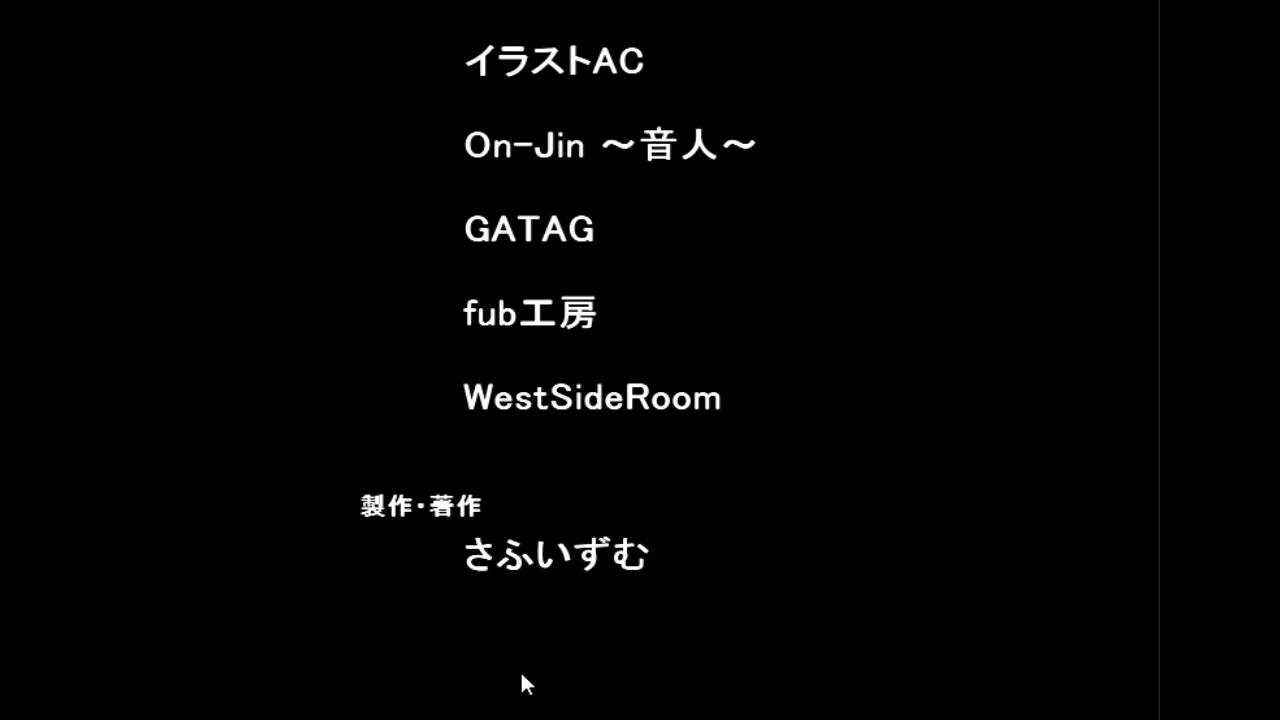 イラストAC
On-Jin ～音人～
GATAG
fub工房
WestSideRoom
製作・著作
さふいずむ